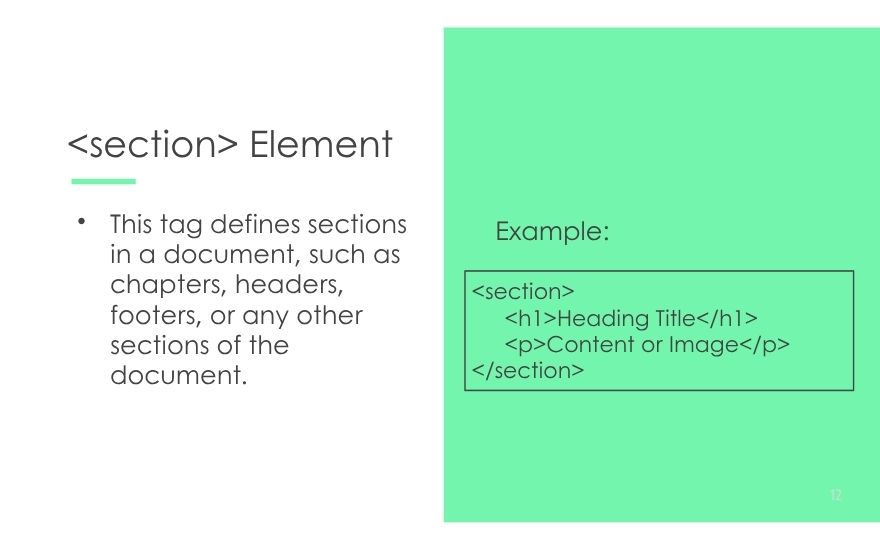 <section> Element
• This tag defines sections
in a document, such as
chapters, headers,
footers, or any other
sections of the
document.
Example:
<section>
<h1>Heading Title</h1>
<p>Content or Image</p>
</section>
12